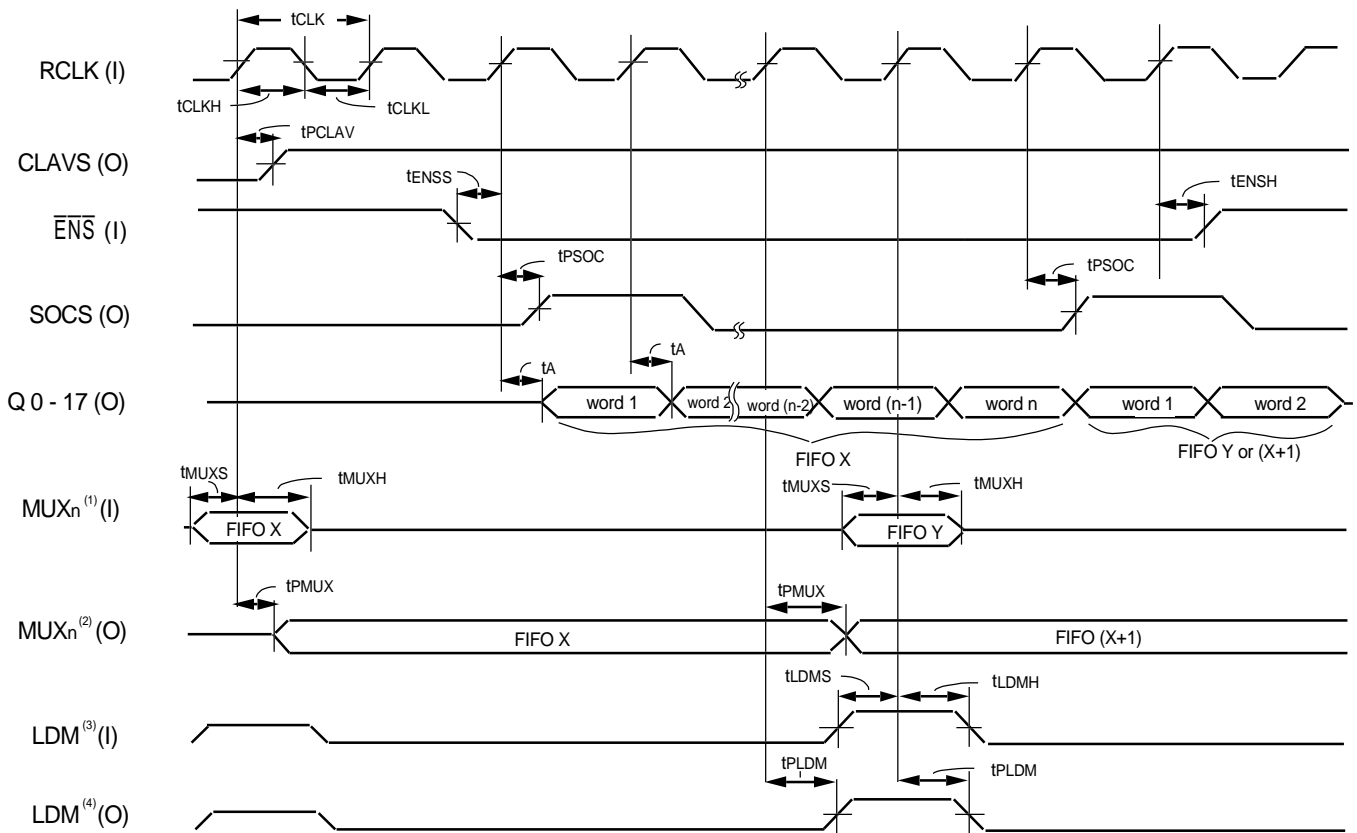 tCLK
RCLK (I)
tCLKH
tCLKL
tPCLAV
CLAVS (O)
tENSS
tENSH
ENS (I)
tPSOC
tPSOC
SOCS (O)
tA
tA
Q 0 - 17 (O)
word 1
word 2
word (n-2)
word (n-1)
word n
word 1
word 2
FIFO X
FIFO Y or (X+1)
tMUXS
tMUXH
tMUXS
tMUXH
MUXn (1) (I)
FIFO X
FIFO Y
tPMUX
tPMUX
MUXn (2) (O)
FIFO X
FIFO (X+1)
tLDMS
tLDMH
LDM (3) (I)
tPLDM
tPLDM
LDM (4) (O)